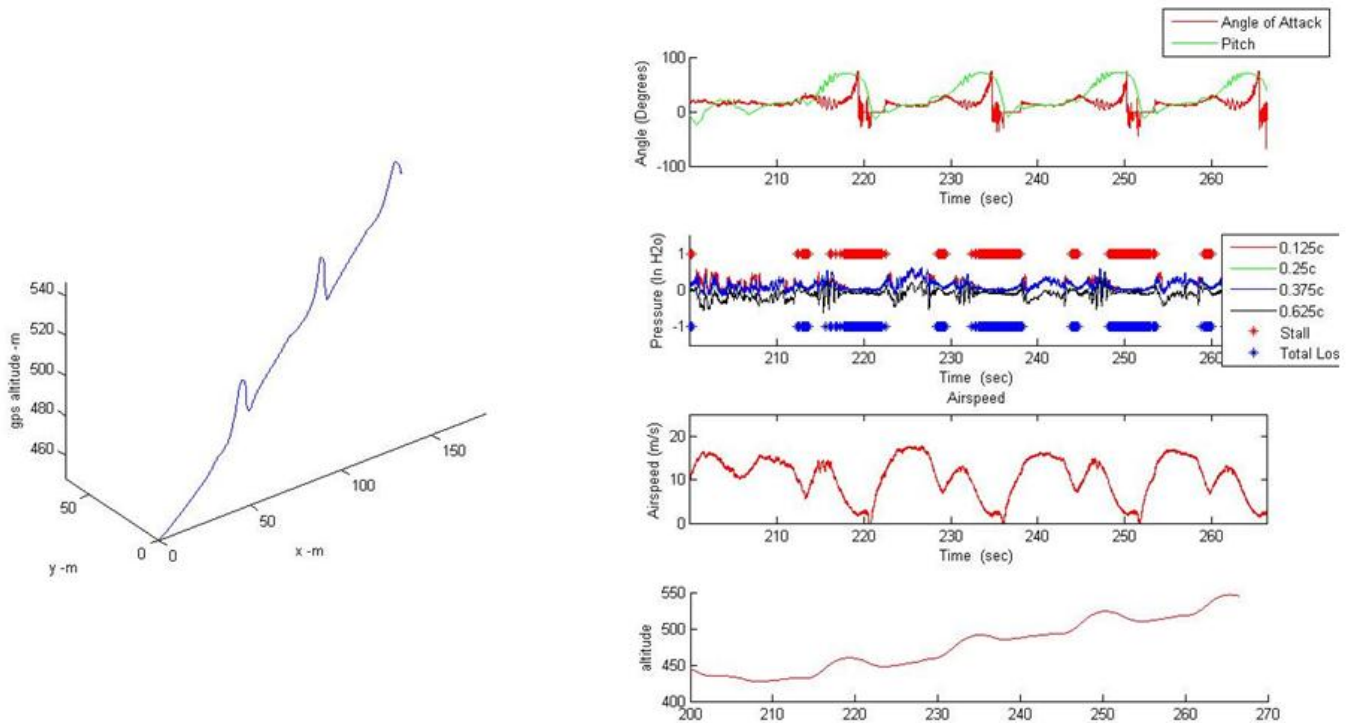 540
520
500
480
460
gps altitude -m
50
0
y -m
0
50
100
150
x -m
Angle of Attack
Pitch
100
0
-100
Angle (Degrees)
210 220 230 240 250 260
Time (sec)
1
0
-1
Pressure (In H2o)
0.125c
0.25c
0.375c
0.625c
Stall
Total Los
210 220 230 240 250 260
Time (sec)
Airspeed
20
10
0
Airspeed (m/s)
210 220 230 240 250 260
Time (sec)
550
500
450
400
altitude
200 210 220 230 240 250 260 270